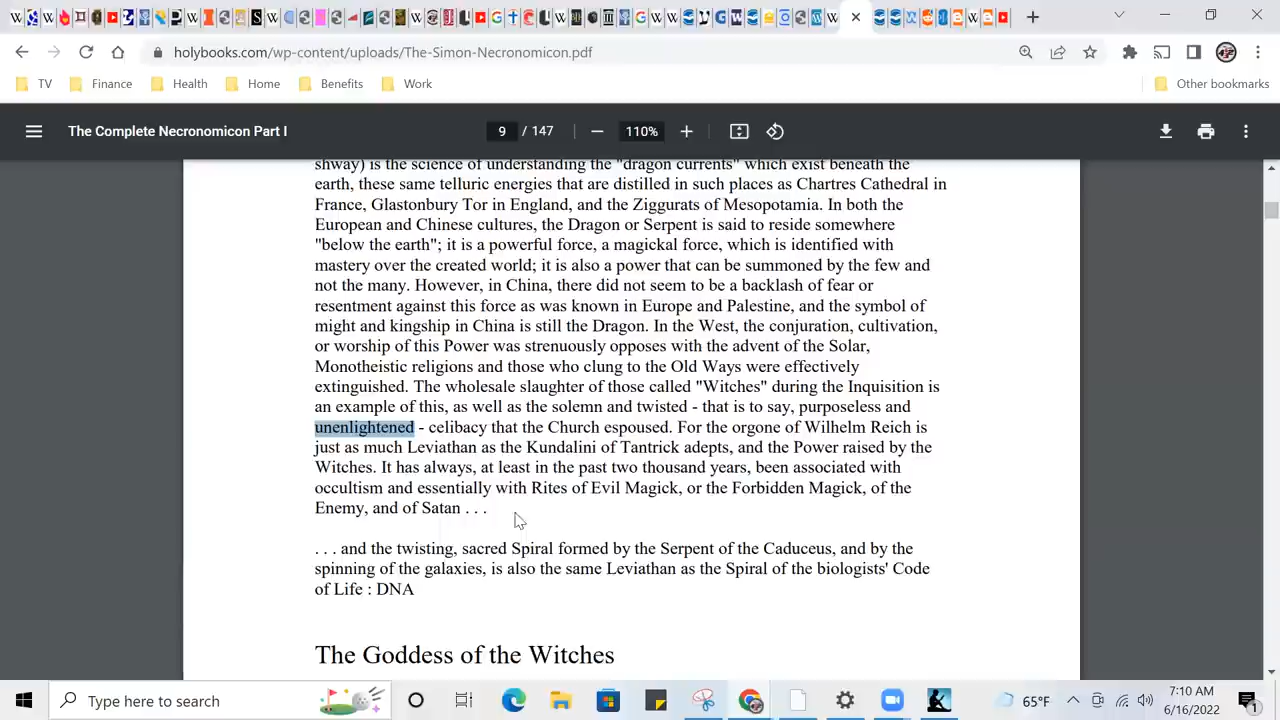 holybooks.com/wp-content/uploads/The-Simon-Necronomicon.pdf
TV Finance Health Home Benefits Work Other bookmarks
The Complete Necronomicon Part I 9 / 147 110%
shway) is the science of understanding the "dragon currents" which exist beneath the
earth, these same telluric energies that are distilled in such places as Chartres Cathedral in
France, Glastonbury Tor in England, and the Ziggurats of Mesopotamia. In both the
European and Chinese cultures, the Dragon or Serpent is said to reside somewhere
"below the earth"; it is a powerful force, a magickal force, which is identified with
mastery over the created world; it is also a power that can be summoned by the few and
not the many. However, in China, there did not seem to be a backlash of fear or
resentment against this force as was known in Europe and Palestine, and the symbol of
might and kingship in China is still the Dragon. In the West, the conjuration, cultivation,
or worship of this Power was strenuously opposes with the advent of the Solar,
Monotheistic religions and those who clung to the Old Ways were effectively
extinguished. The wholesale slaughter of those called "Witches" during the Inquisition is
an example of this, as well as the solemn and twisted - that is to say, purposeless and
unenlightened - celibacy that the Church espoused. For the orgone of Wilhelm Reich is
just as much Leviathan as the Kundalini of Tantrick adepts, and the Power raised by the
Witches. It has always, at least in the past two thousand years, been associated with
occultism and essentially with Rites of Evil Magick, or the Forbidden Magick, of the
Enemy, and of Satan . . .
. . . and the twisting, sacred Spiral formed by the Serpent of the Caduceus, and by the
spinning of the galaxies, is also the same Leviathan as the Spiral of the biologists' Code
of Life : DNA
The Goddess of the Witches
Type here to search 65°F 7:10 AM
6/16/2022